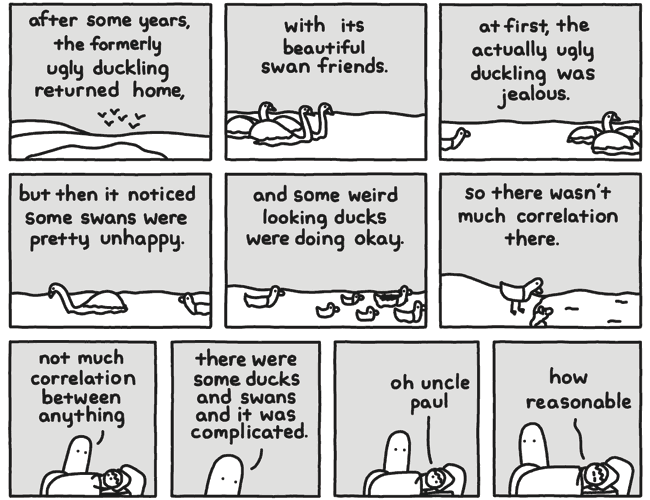 after some years,
the formerly
ugly duckling
returned home,
with its
beautiful
swan friends.
at first, the
actually ugly
duckling was
jealous.
but then it noticed
some swans were
pretty unhappy.
and some weird
looking ducks
were doing okay.
so there wasn't
much correlation
there.
not much
correlation
between
anything
there were
some ducks
and swans
and it was
complicated.
oh uncle
paul
how
reasonable